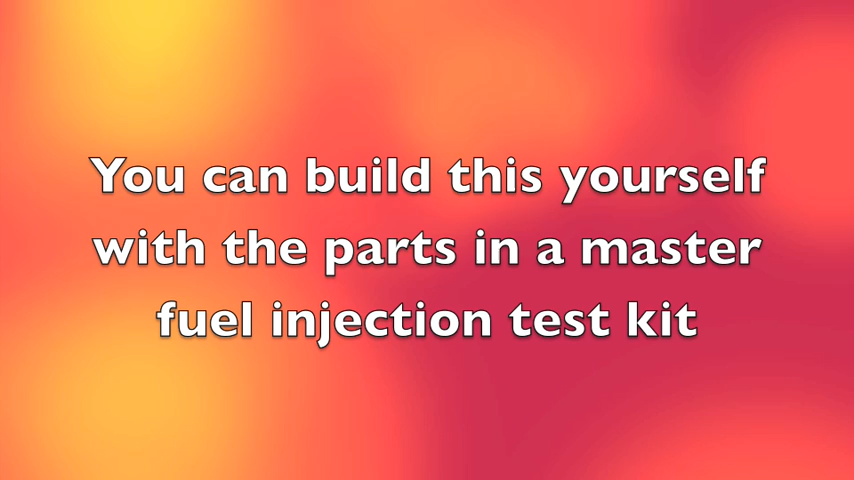 You can build this yourself
with the parts in a master
fuel injection test kit